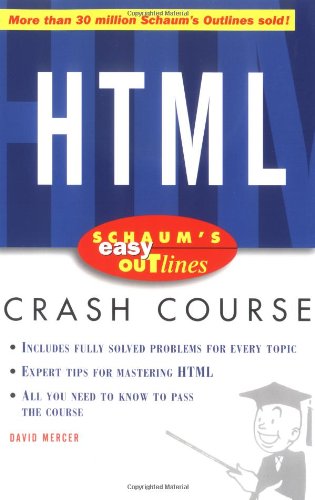 More than 30 million Schaum's Outlines sold!
HTML
SCHAUM'S
easy
OUTlines
CRASH COURSE
• INCLUDES FULLY SOLVED PROBLEMS FOR EVERY TOPIC
• EXPERT TIPS FOR MASTERING HTML
• ALL YOU NEED TO KNOW TO PASS
THE COURSE
DAVID MERCER